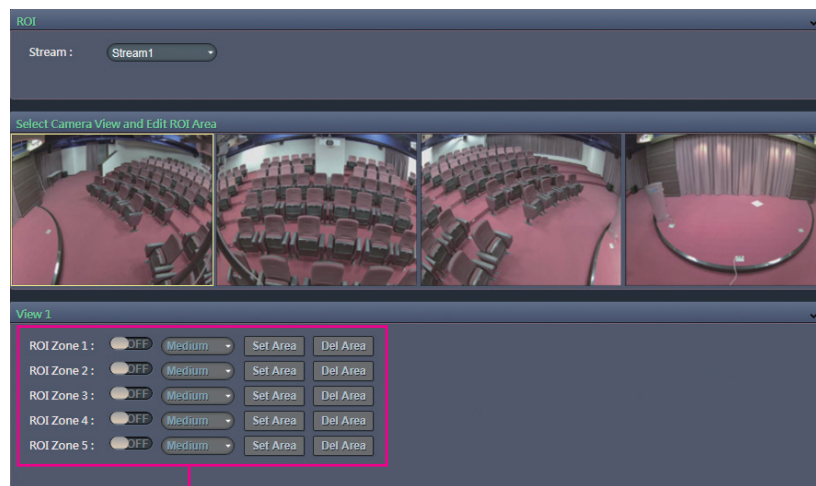 ROI
Stream : Stream1
Select Camera View and Edit ROI Area
View 1
ROI Zone 1 : OFF Medium Set Area Del Area
ROI Zone 2 : OFF Medium Set Area Del Area
ROI Zone 3 : OFF Medium Set Area Del Area
ROI Zone 4 : OFF Medium Set Area Del Area
ROI Zone 5 : OFF Medium Set Area Del Area